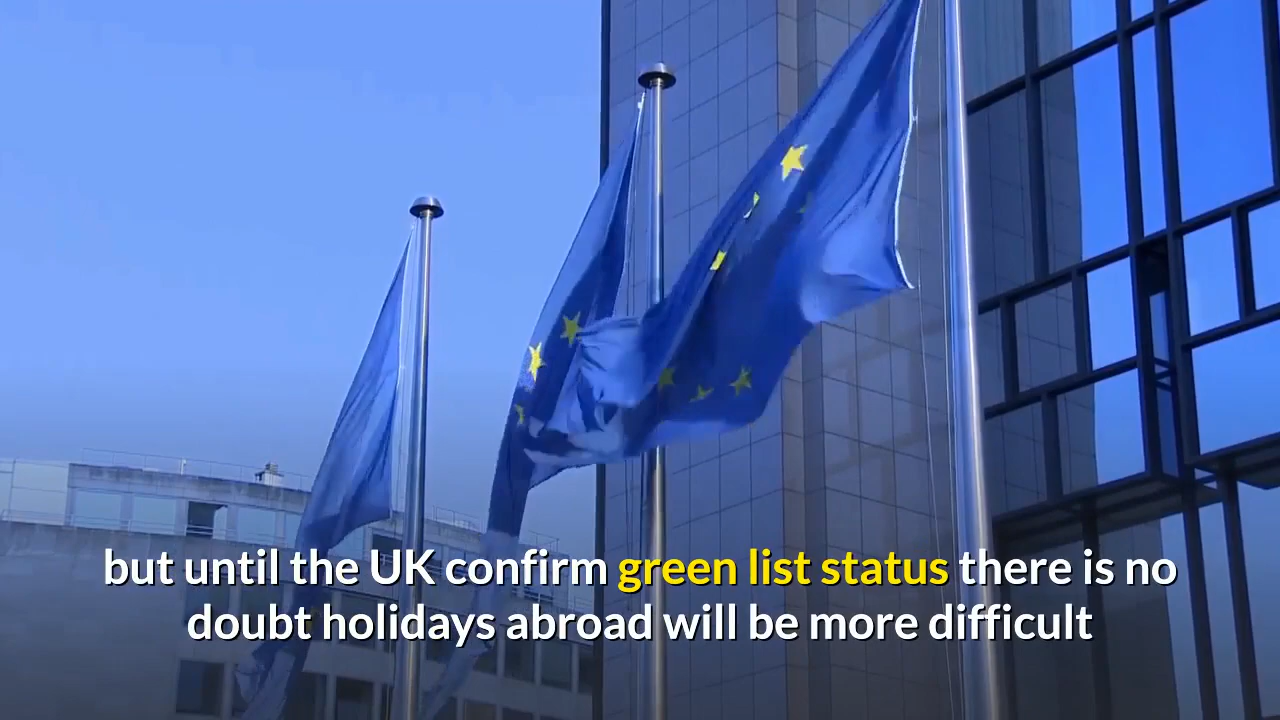 but until the UK confirm green list status there is no
doubt holidays abroad will be more difficult